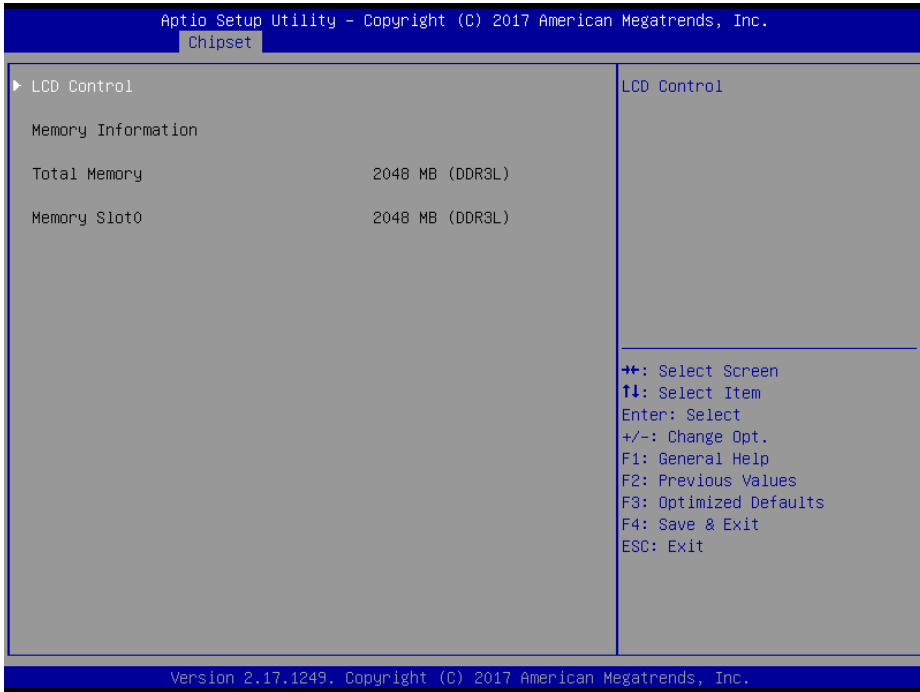 Aptio Setup Utility – Copyright (C) 2017 American Megatrends, Inc.
Chipset
▶ LCD Control
Memory Information
Total Memory 2048 MB (DDR3L)
Memory Slot0 2048 MB (DDR3L)
LCD Control
→←: Select Screen
↑↓: Select Item
Enter: Select
+/-: Change Opt.
F1: General Help
F2: Previous Values
F3: Optimized Defaults
F4: Save & Exit
ESC: Exit
Version 2.17.1249. Copyright (C) 2017 American Megatrends, Inc.